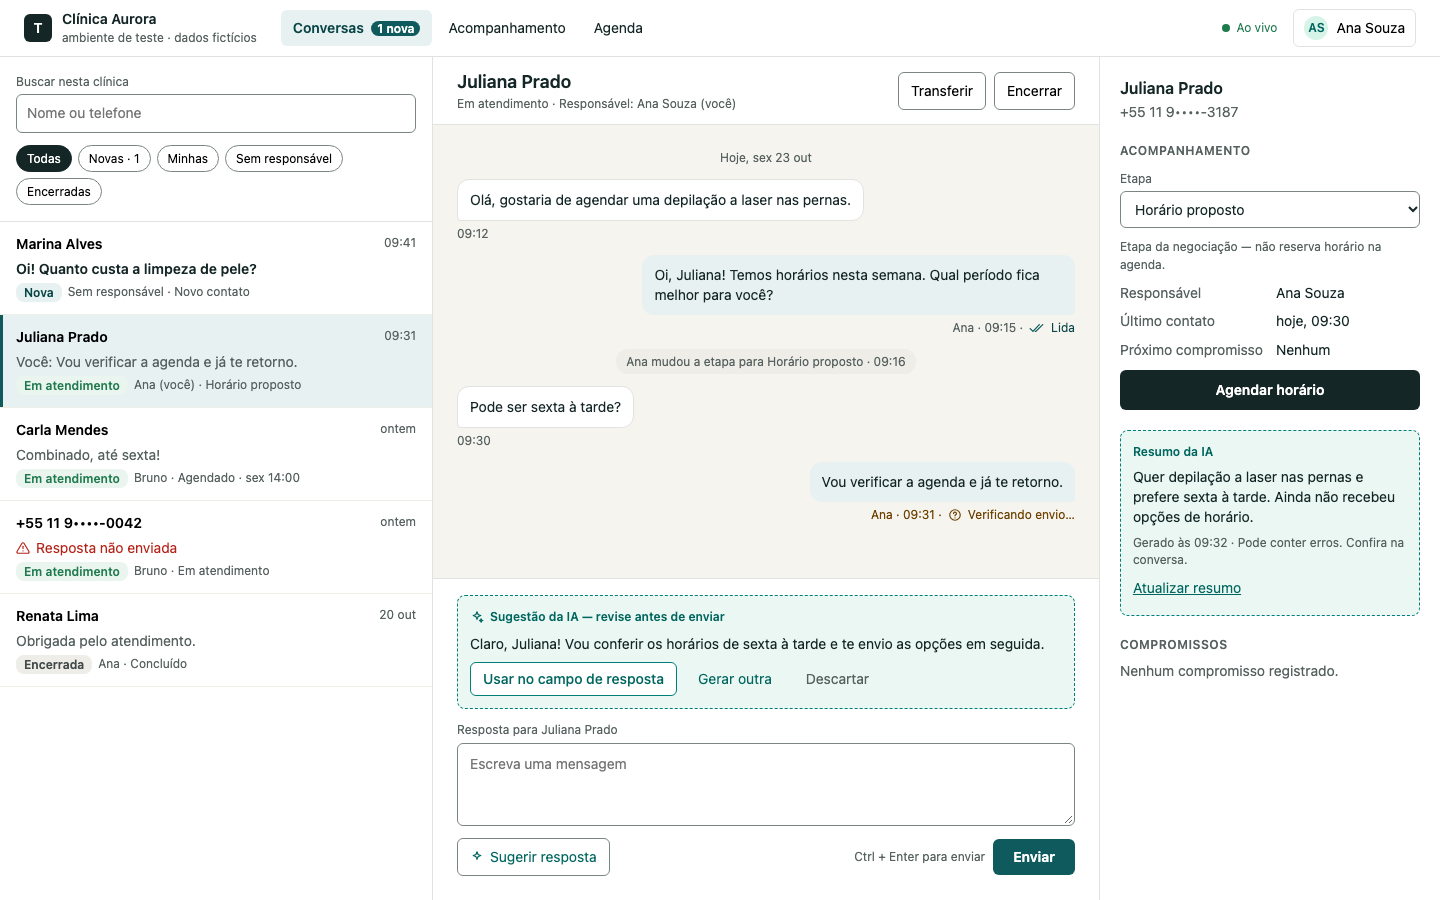 T
Clínica Aurora
ambiente de teste · dados fictícios
Conversas 1 nova
Acompanhamento
Agenda
Ao vivo
AS Ana Souza
Buscar nesta clínica
Nome ou telefone
Todas
Novas · 1
Minhas
Sem responsável
Encerradas
Marina Alves 09:41
Oi! Quanto custa a limpeza de pele?
Nova Sem responsável · Novo contato
Juliana Prado 09:31
Você: Vou verificar a agenda e já te retorno.
Em atendimento Ana (você) · Horário proposto
Carla Mendes ontem
Combinado, até sexta!
Em atendimento Bruno · Agendado · sex 14:00
+55 11 9••••-0042 ontem
Resposta não enviada
Em atendimento Bruno · Em atendimento
Renata Lima 20 out
Obrigada pelo atendimento.
Encerrada Ana · Concluído
Juliana Prado
Em atendimento · Responsável: Ana Souza (você)
Transferir
Encerrar
Hoje, sex 23 out
Olá, gostaria de agendar uma depilação a laser nas pernas.
09:12
Oi, Juliana! Temos horários nesta semana. Qual período fica
melhor para você?
Ana · 09:15 · Lida
Ana mudou a etapa para Horário proposto · 09:16
Pode ser sexta à tarde?
09:30
Vou verificar a agenda e já te retorno.
Ana · 09:31 · Verificando envio…
Sugestão da IA — revise antes de enviar
Claro, Juliana! Vou conferir os horários de sexta à tarde e te envio as opções em seguida.
Usar no campo de resposta
Gerar outra
Descartar
Resposta para Juliana Prado
Escreva uma mensagem
Sugerir resposta
Ctrl + Enter para enviar
Enviar
Juliana Prado
+55 11 9••••-3187
ACOMPANHAMENTO
Etapa
Horário proposto
Etapa da negociação — não reserva horário na
agenda.
Responsável Ana Souza
Último contato hoje, 09:30
Próximo compromisso Nenhum
Agendar horário
Resumo da IA
Quer depilação a laser nas pernas e
prefere sexta à tarde. Ainda não recebeu
opções de horário.
Gerado às 09:32 · Pode conter erros. Confira na
conversa.
Atualizar resumo
COMPROMISSOS
Nenhum compromisso registrado.